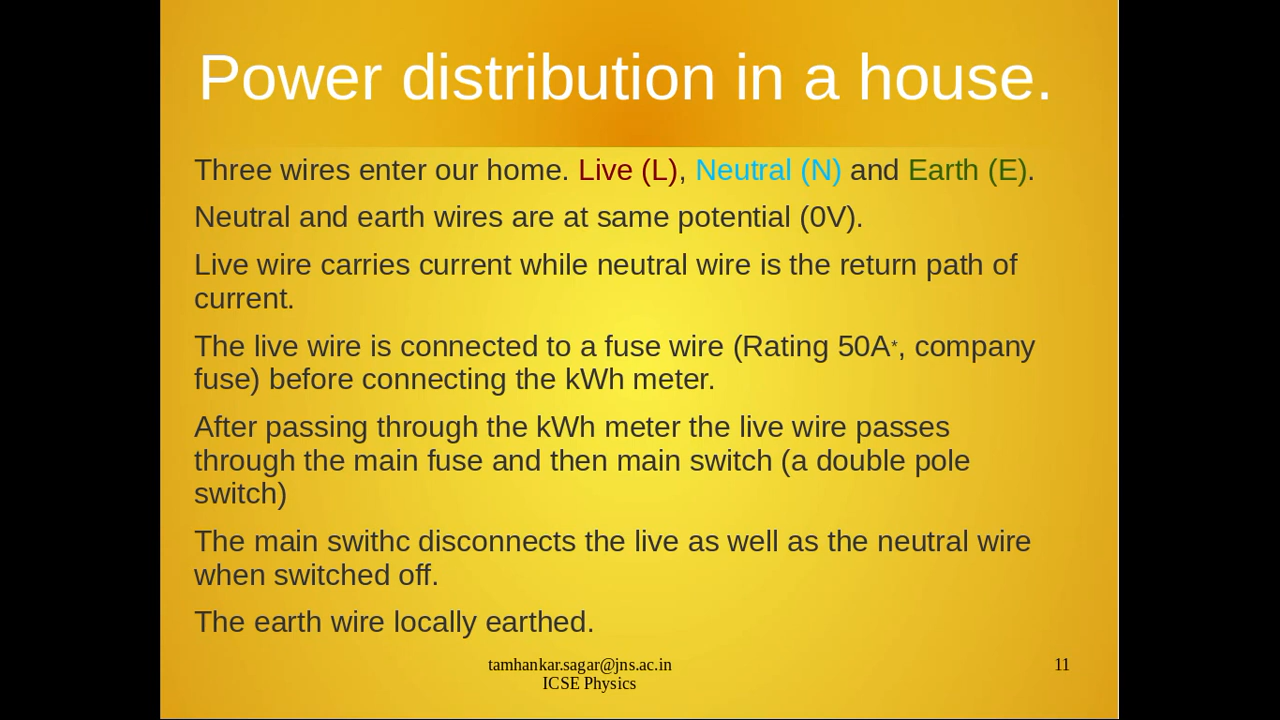 Power distribution in a house.
Three wires enter our home. Live (L), Neutral (N) and Earth (E).
Neutral and earth wires are at same potential (0V).
Live wire carries current while neutral wire is the return path of
current.
The live wire is connected to a fuse wire (Rating 50A*, company
fuse) before connecting the kWh meter.
After passing through the kWh meter the live wire passes
through the main fuse and then main switch (a double pole
switch)
The main swithc disconnects the live as well as the neutral wire
when switched off.
The earth wire locally earthed.
tamhankar.sagar@jns.ac.in
ICSE Physics
11